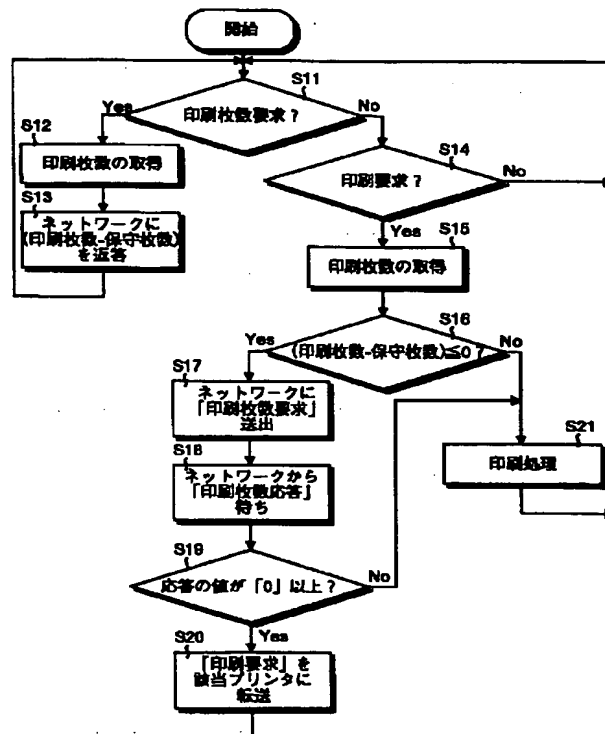 開始
S11
印刷枚数要求?
Yes
No
S12
印刷枚数の取得
S13
ネットワークに
(印刷枚数-保守枚数)
を返答
S14
印刷要求?
No
Yes
S15
印刷枚数の取得
S16
(印刷枚数-保守枚数)≦0?
Yes
No
S17
ネットワークに
「印刷枚数要求」
送出
S18
ネットワークから
「印刷枚数応答」
待ち
S19
応答の値が「0」以上?
No
Yes
S20
「印刷要求」を
該当プリンタに
転送
S21
印刷処理